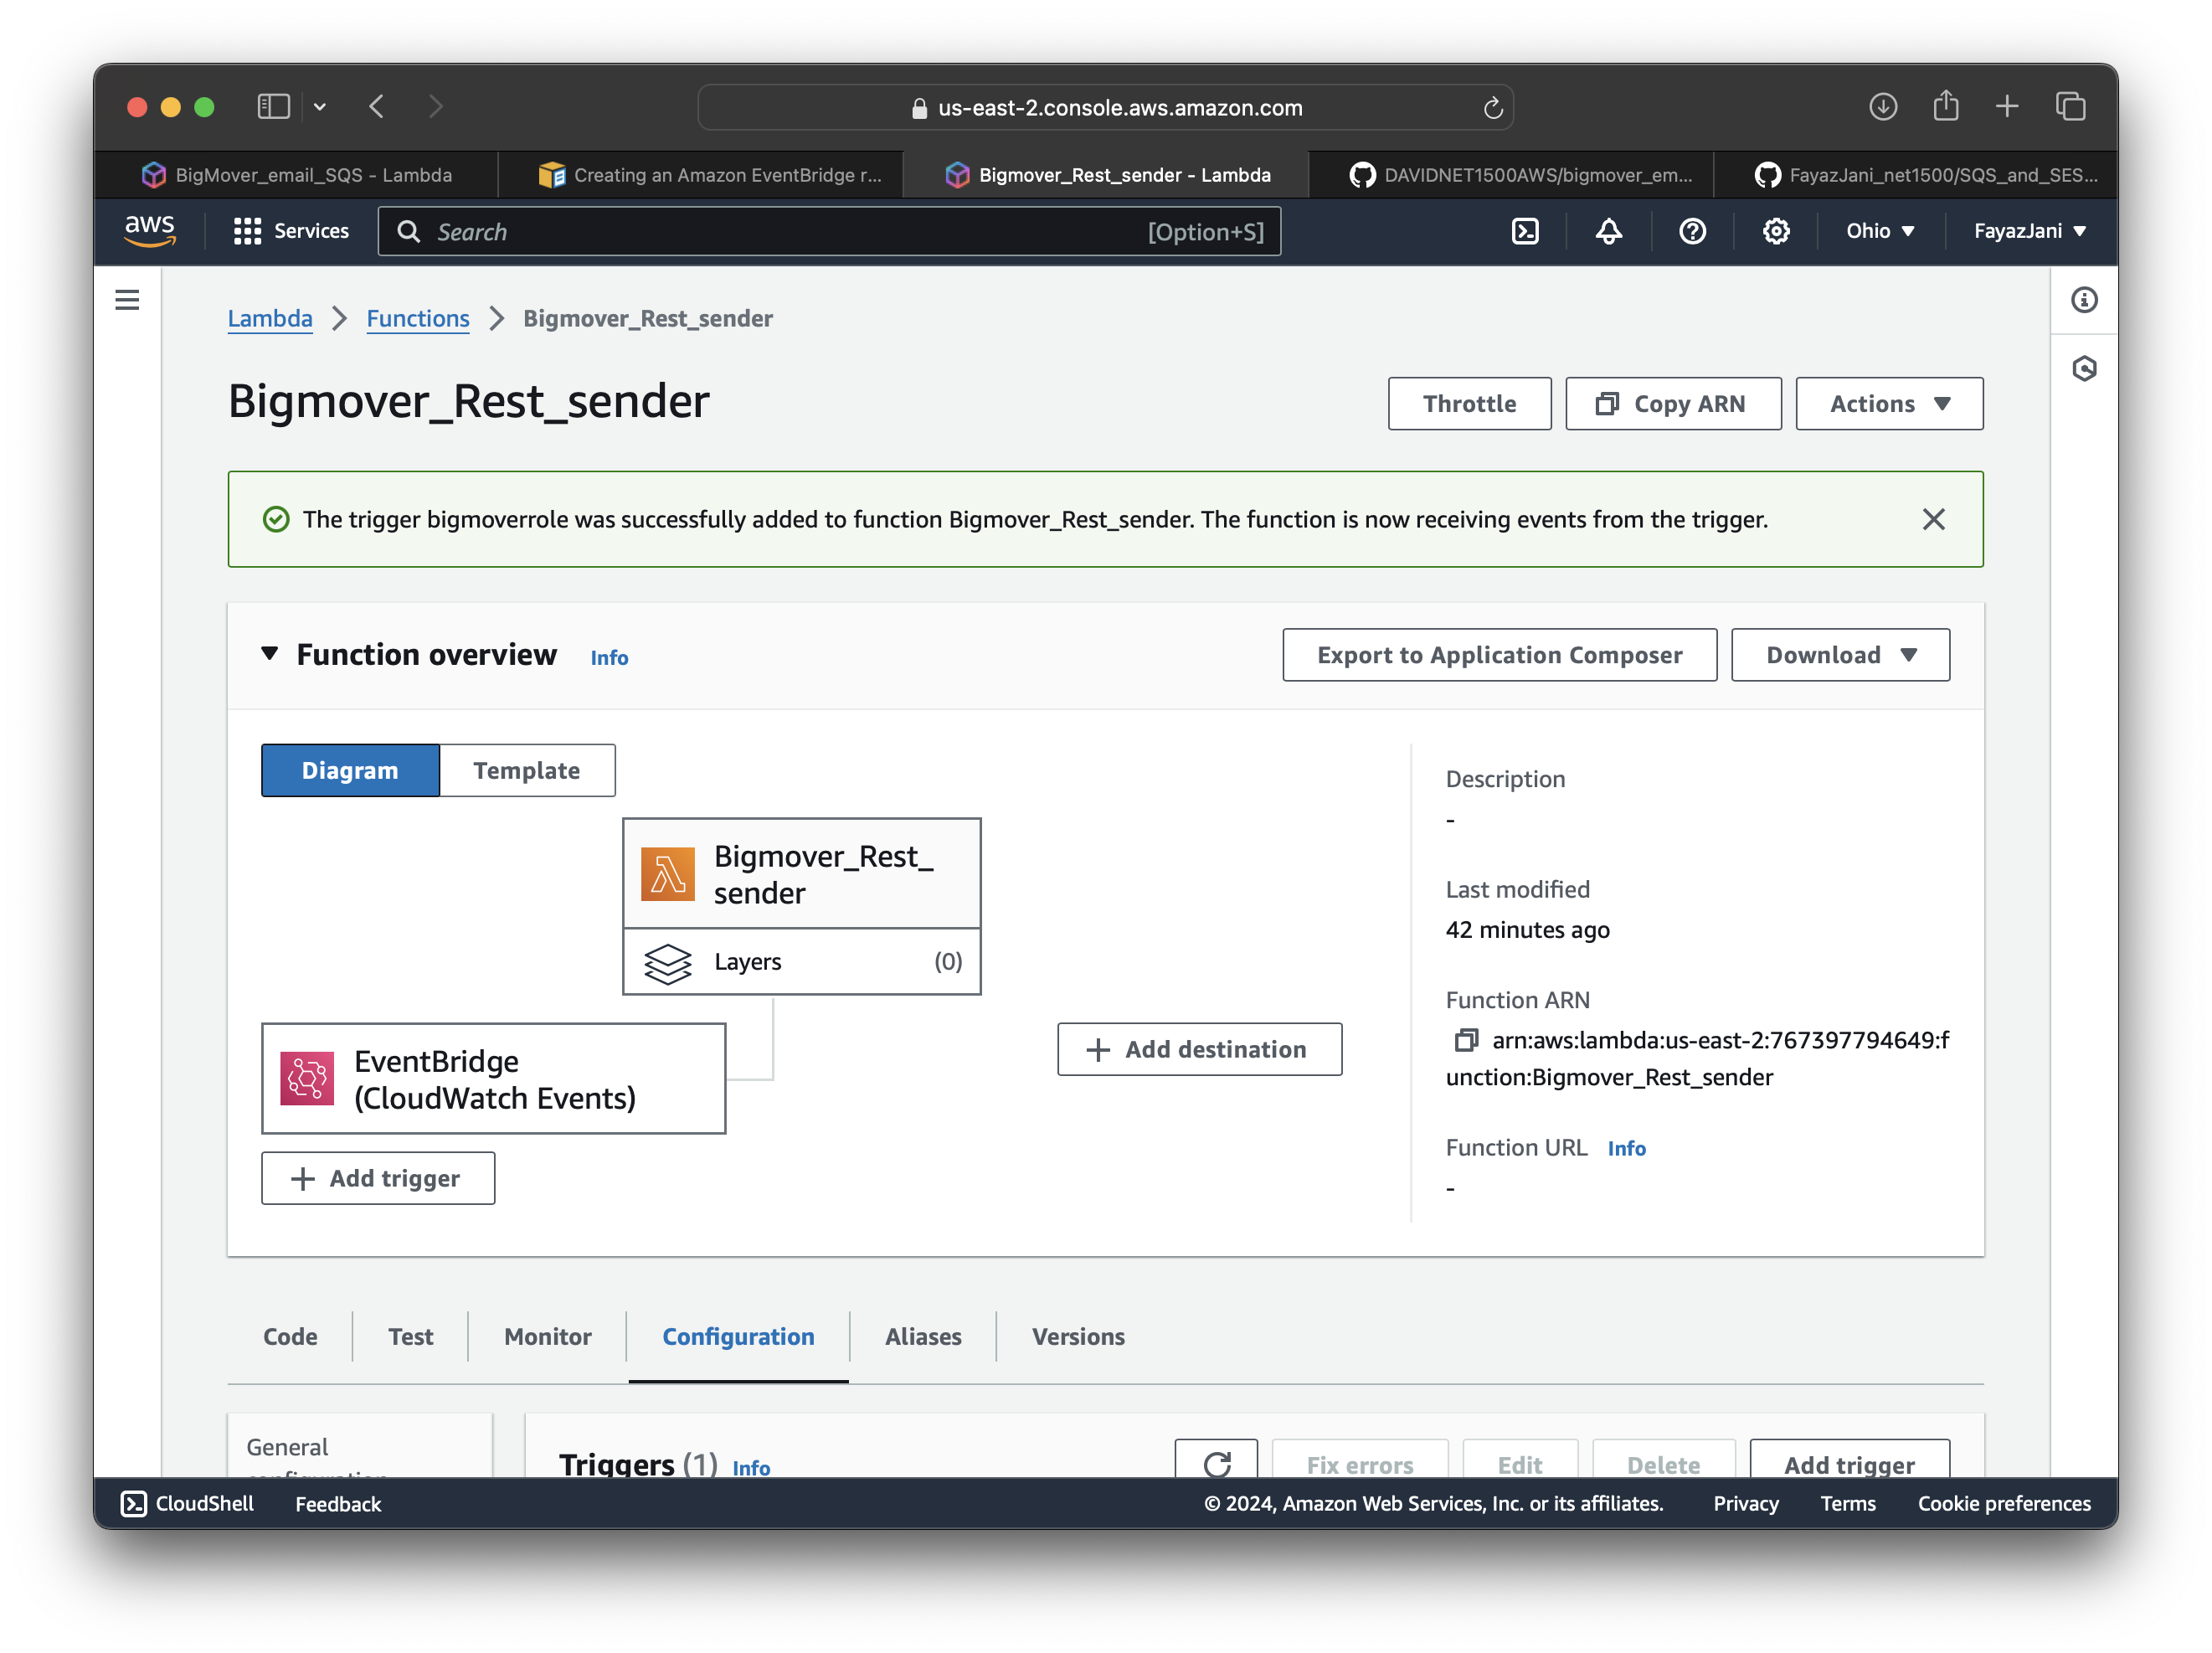 us-east-2.console.aws.amazon.com
BigMover_email_SQS - Lambda
Creating an Amazon EventBridge r...
Bigmover_Rest_sender - Lambda
DAVIDNET1500AWS/bigmover_em...
FayazJani_net1500/SQS_and_SES...
aws
Services
Search
[Option+S]
Ohio
FayazJani
Lambda
Functions
Bigmover_Rest_sender
Bigmover_Rest_sender
Throttle
Copy ARN
Actions
The trigger bigmoverrole was successfully added to function Bigmover_Rest_sender. The function is now receiving events from the trigger.
Function overview
Info
Export to Application Composer
Download
Diagram
Template
Bigmover_Rest_
sender
Layers
(0)
EventBridge
(CloudWatch Events)
Add trigger
Add destination
Description
-
Last modified
42 minutes ago
Function ARN
arn:aws:lambda:us-east-2:767397794649:f
unction:Bigmover_Rest_sender
Function URL
Info
-
Code
Test
Monitor
Configuration
Aliases
Versions
General
configuration
Triggers (1)
Info
Fix errors
Edit
Delete
Add trigger
CloudShell
Feedback
© 2024, Amazon Web Services, Inc. or its affiliates.
Privacy
Terms
Cookie preferences